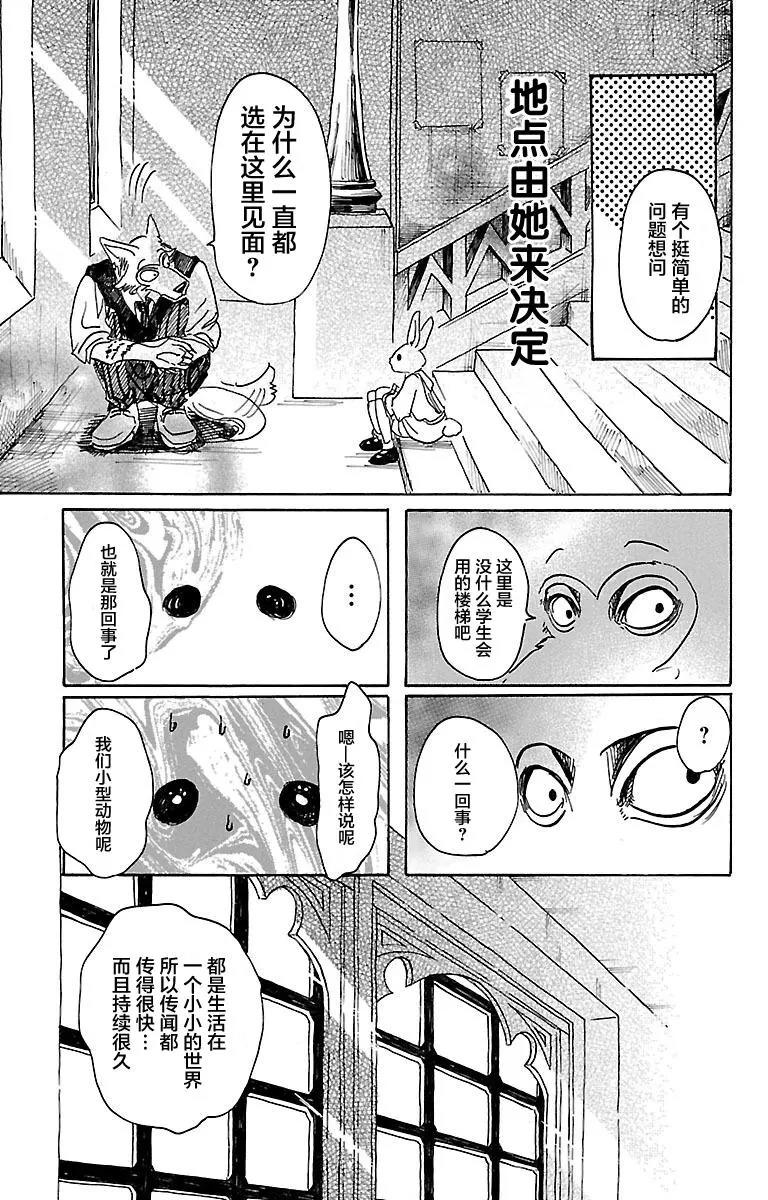 有个挺简单的
问题想问
地点由她来决定
为什么一直都
选在这里见面？
这里是
没什么学生会
用的楼梯吧
…
也就是那回事了
？
什么一回事？
嗯—该怎样说呢
我们小型动物呢
都是生活在
一个小小的世界
所以传闻都
传得很快…
而且持续很久